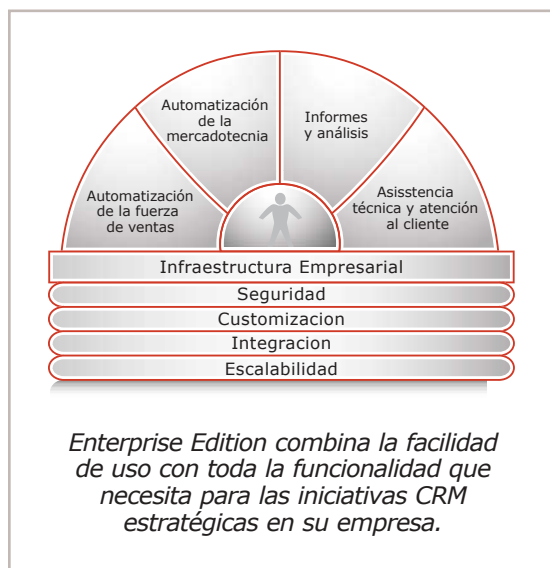 Automatización
de la
mercadotecnia
Informes
y análisis
Automatización
de la fuerza
de ventas
Asisstencia
técnica y atención
al cliente
Infraestructura Empresarial
Seguridad
Customizacion
Integracion
Escalabilidad
Enterprise Edition combina la facilidad
de uso con toda la funcionalidad que
necesita para las iniciativas CRM
estratégicas en su empresa.